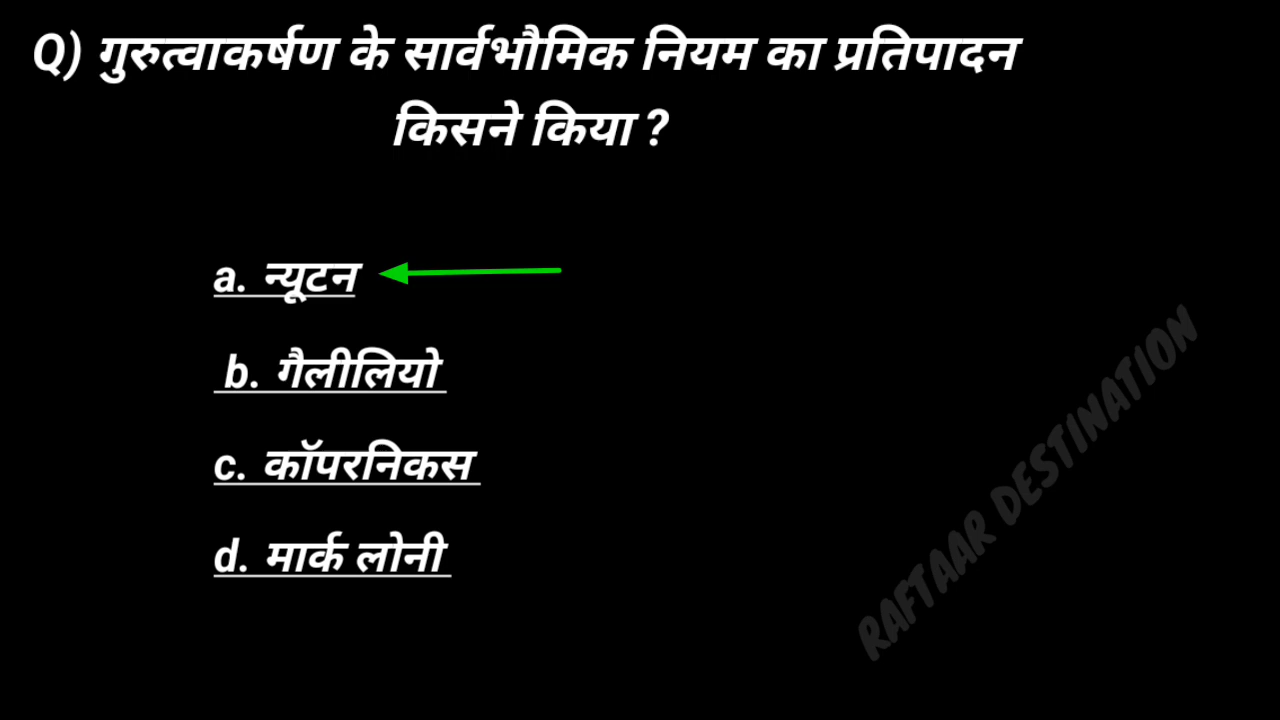 Q) गुरुत्वाकर्षण के सार्वभौमिक नियम का प्रतिपादन
किसने किया ?
a. न्यूटन
b. गैलीलियो
c. कॉपरनिकस
d. मार्क लोनी
RAFTAAR DESTINATION